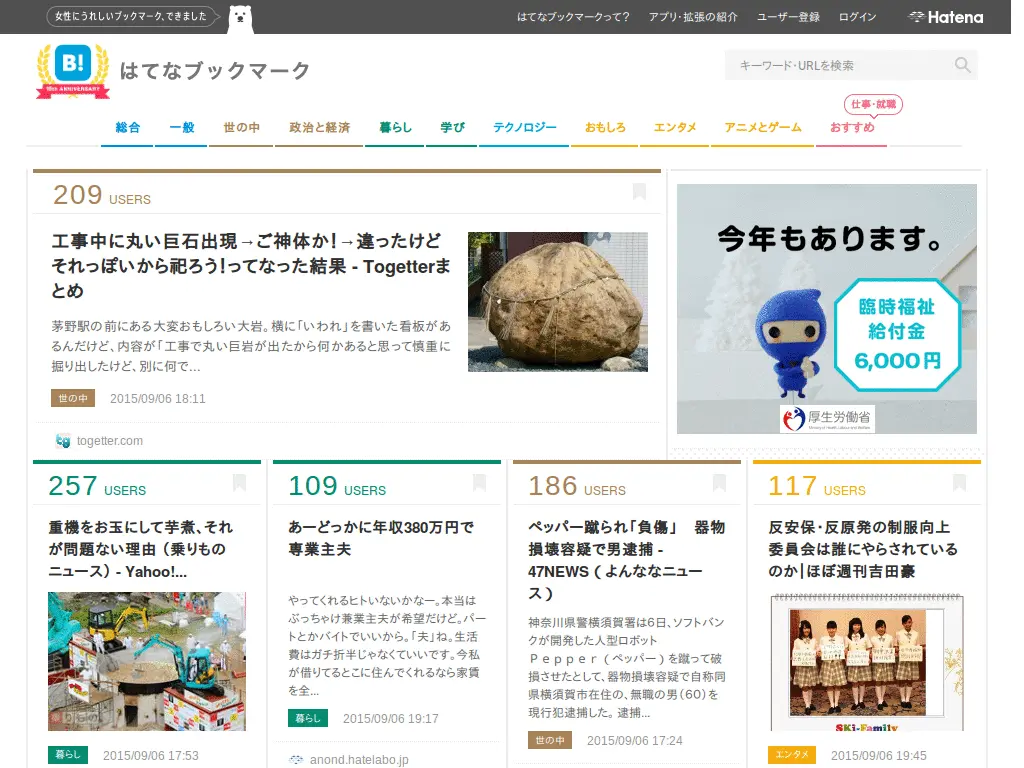 女性にうれしいブックマーク、できました
はてなブックマークって?
アプリ・拡張の紹介
ユーザー登録
ログイン
Hatena
B!
10th ANNIVERSARY
はてなブックマーク
キーワード・URLを検索
仕事・就職
総合
一般
世の中
政治と経済
暮らし
学び
テクノロジー
おもしろ
エンタメ
アニメとゲーム
おすすめ
209 USERS
工事中に丸い巨石出現→ご神体か!→違ったけど
それっぽいから祀ろう!ってなった結果 - Togetterま
とめ
茅野駅の前にある大変おもしろい大岩。横に「いわれ」を書いた看板があ
るんだけど、内容が「工事で丸い巨岩が出たから何かあると思って慎重に
掘り出したけど、別に何で...
世の中
2015/09/06 18:11
togetter.com
今年もあります。
臨時福祉
給付金
6,000円
厚生労働省
257 USERS
重機をお玉にして芋煮、それ
が問題ない理由 (乗りもの
ニュース) - Yahoo!...
暮らし
2015/09/06 17:53
109 USERS
あーどっかに年収380万円で
専業主夫
やってくれるヒトいないかなー。本当は
ぶっちゃけ兼業主夫が希望だけど。パー
トとかバイトでいいから。「夫」ね。生活
費はガチ折半じゃなくていいです。今私
が借りてるとこに住んでくれるなら家賃
を全...
暮らし
2015/09/06 19:17
anond.hatelabo.jp
186 USERS
ペッパー蹴られ「負傷」 器物
損壊容疑で男逮捕 -
47NEWS(よんななニュー
ス)
神奈川県警横須賀署は6日、ソフトバン
クが開発した人型ロボット
Ｐｅｐｐｅｒ(ペッパー)を蹴って破
損させたとして、器物損壊容疑で自称同
県横須賀市在住の、無職の男(60)を
現行犯逮捕した。逮捕...
世の中
2015/09/06 17:24
117 USERS
反安保・反原発の制服向上
委員会は誰にやらされている
のか|ほぼ週刊吉田豪
SKi-Family
エンタメ
2015/09/06 19:45